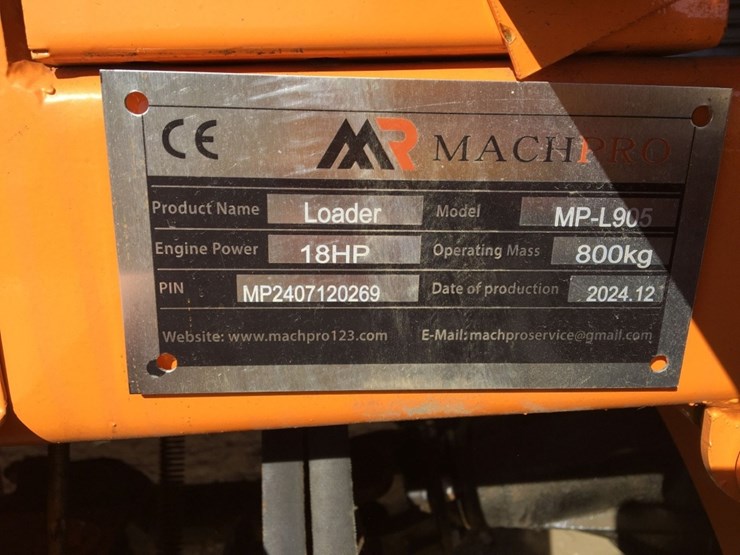 CE MR MACHPRO
Product Name Loader Model MP-L905
Engine Power 18HP Operating Mass 800kg
PIN MP2407120269 Date of production 2024.12
Website: www.machpro123.com E-Mail: machproservice@gmail.com